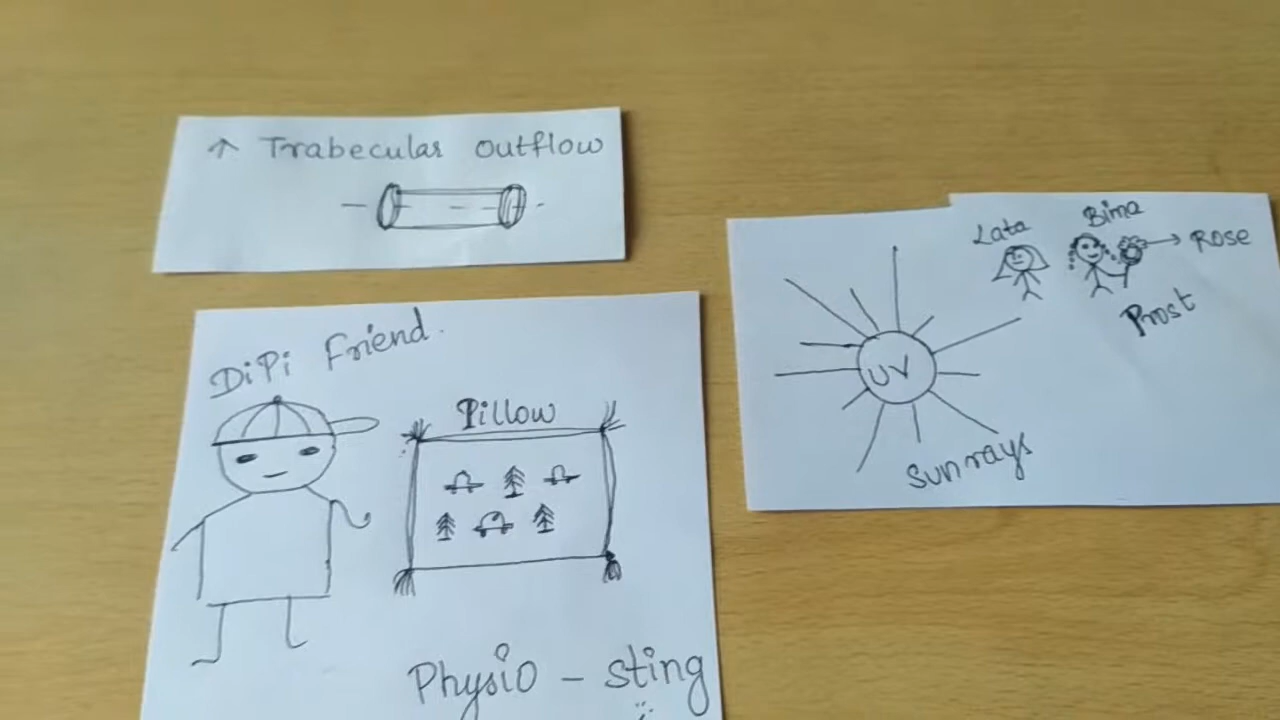 ↑ Trabecular outflow
DiPi Friend.
Pillow
Physio - sting
Lata
Bima
→ Rose
Prost
UV
Sunrays